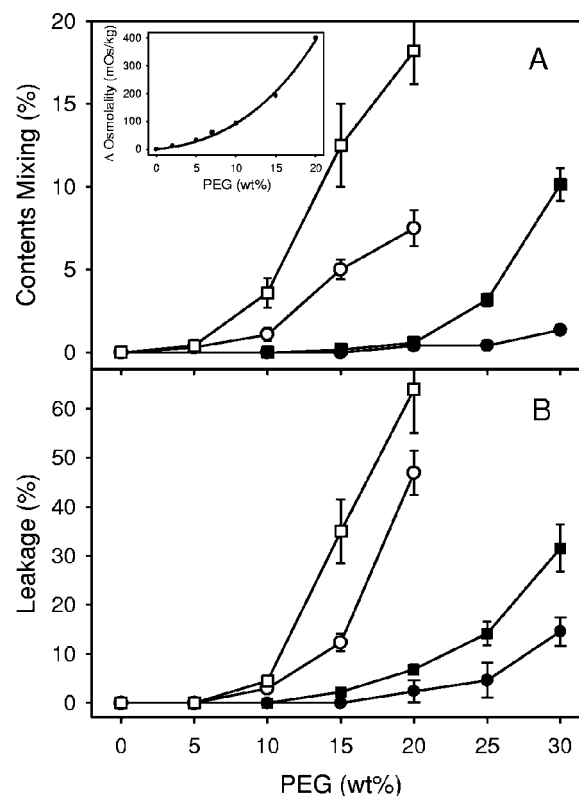 20
15
10
5
0
Contents Mixing (%)
A
400
300
200
100
0
Λ Osmolality (mOs/kg)
0 5 10 15 20
PEG (wt%)
60
50
40
30
20
10
0
Leakage (%)
B
0 5 10 15 20 25 30
PEG (wt%)